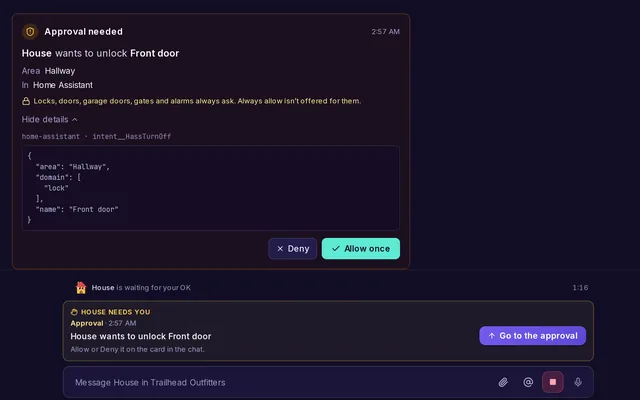 Approval needed
2:57 AM
House wants to unlock Front door
Area Hallway
In Home Assistant
Locks, doors, garage doors, gates and alarms always ask. Always allow isn't offered for them.
Hide details
home-assistant · intent__HassTurnOff
{
  "area": "Hallway",
  "domain": [
    "lock"
  ],
  "name": "Front door"
}
Deny
Allow once
House is waiting for your OK
1:16
HOUSE NEEDS YOU
Approval · 2:57 AM
House wants to unlock Front door
Allow or Deny it on the card in the chat.
Go to the approval
Message House in Trailhead Outfitters